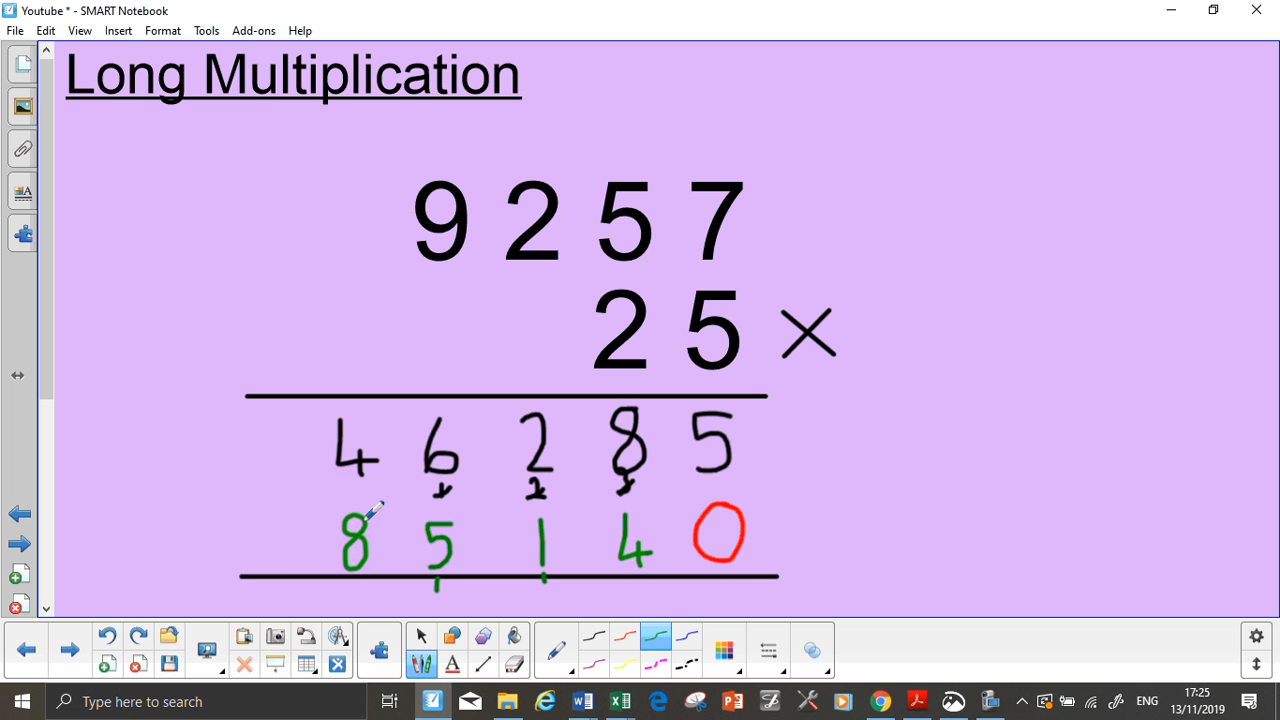 Youtube * - SMART Notebook
File Edit View Insert Format Tools Add-ons Help
Long Multiplication
9 2 5 7
2 5 ×
4 6 2 8 5
8 5 1 4 0
1 1
Type here to search
ENG
17:25
13/11/2019